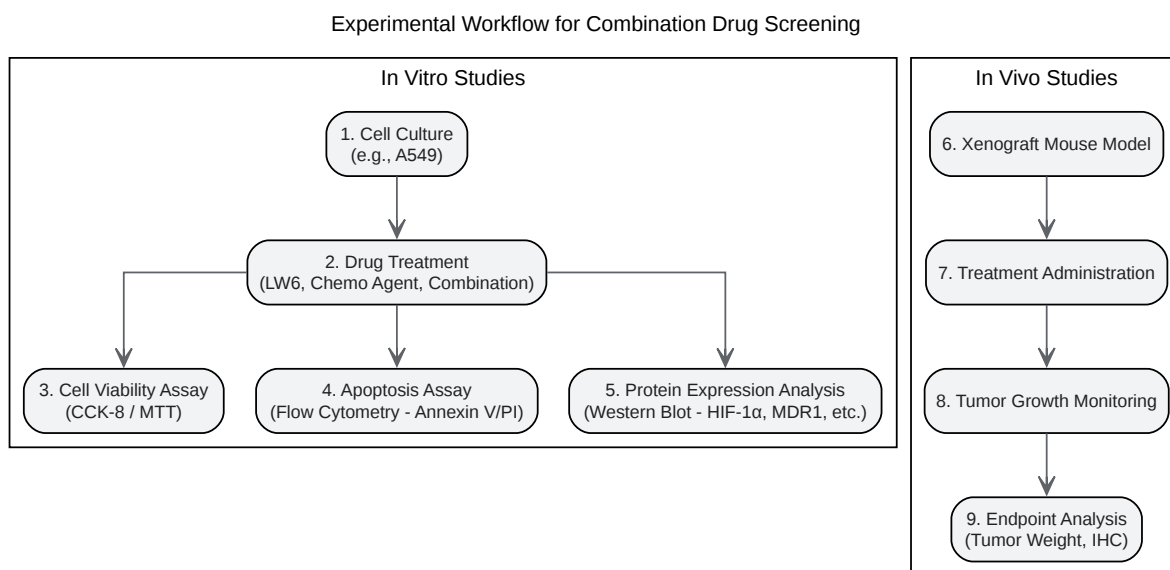 Experimental Workflow for Combination Drug Screening
In Vitro Studies
1. Cell Culture
(e.g., A549)
2. Drug Treatment
(LW6, Chemo Agent, Combination)
3. Cell Viability Assay
(CCK-8 / MTT)
4. Apoptosis Assay
(Flow Cytometry - Annexin V/PI)
5. Protein Expression Analysis
(Western Blot - HIF-1α, MDR1, etc.)
In Vivo Studies
6. Xenograft Mouse Model
7. Treatment Administration
8. Tumor Growth Monitoring
9. Endpoint Analysis
(Tumor Weight, IHC)